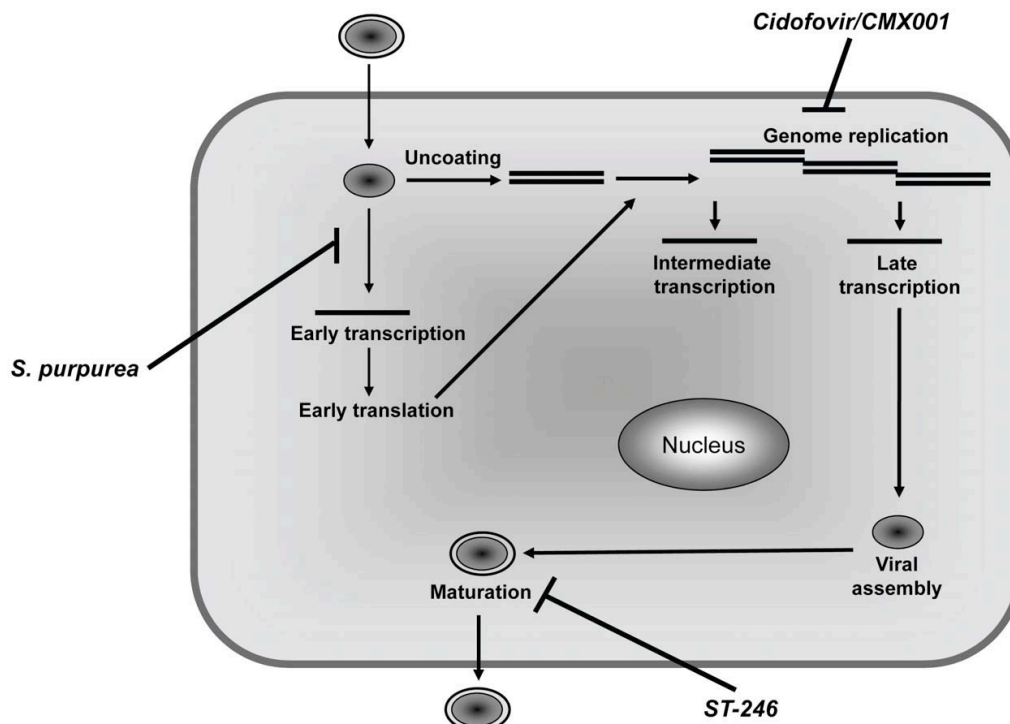 Cidofovir/CMX001
Genome replication
Uncoating
Intermediate
transcription
Late
transcription
Early transcription
S. purpurea
Early translation
Nucleus
Viral
assembly
Maturation
ST-246